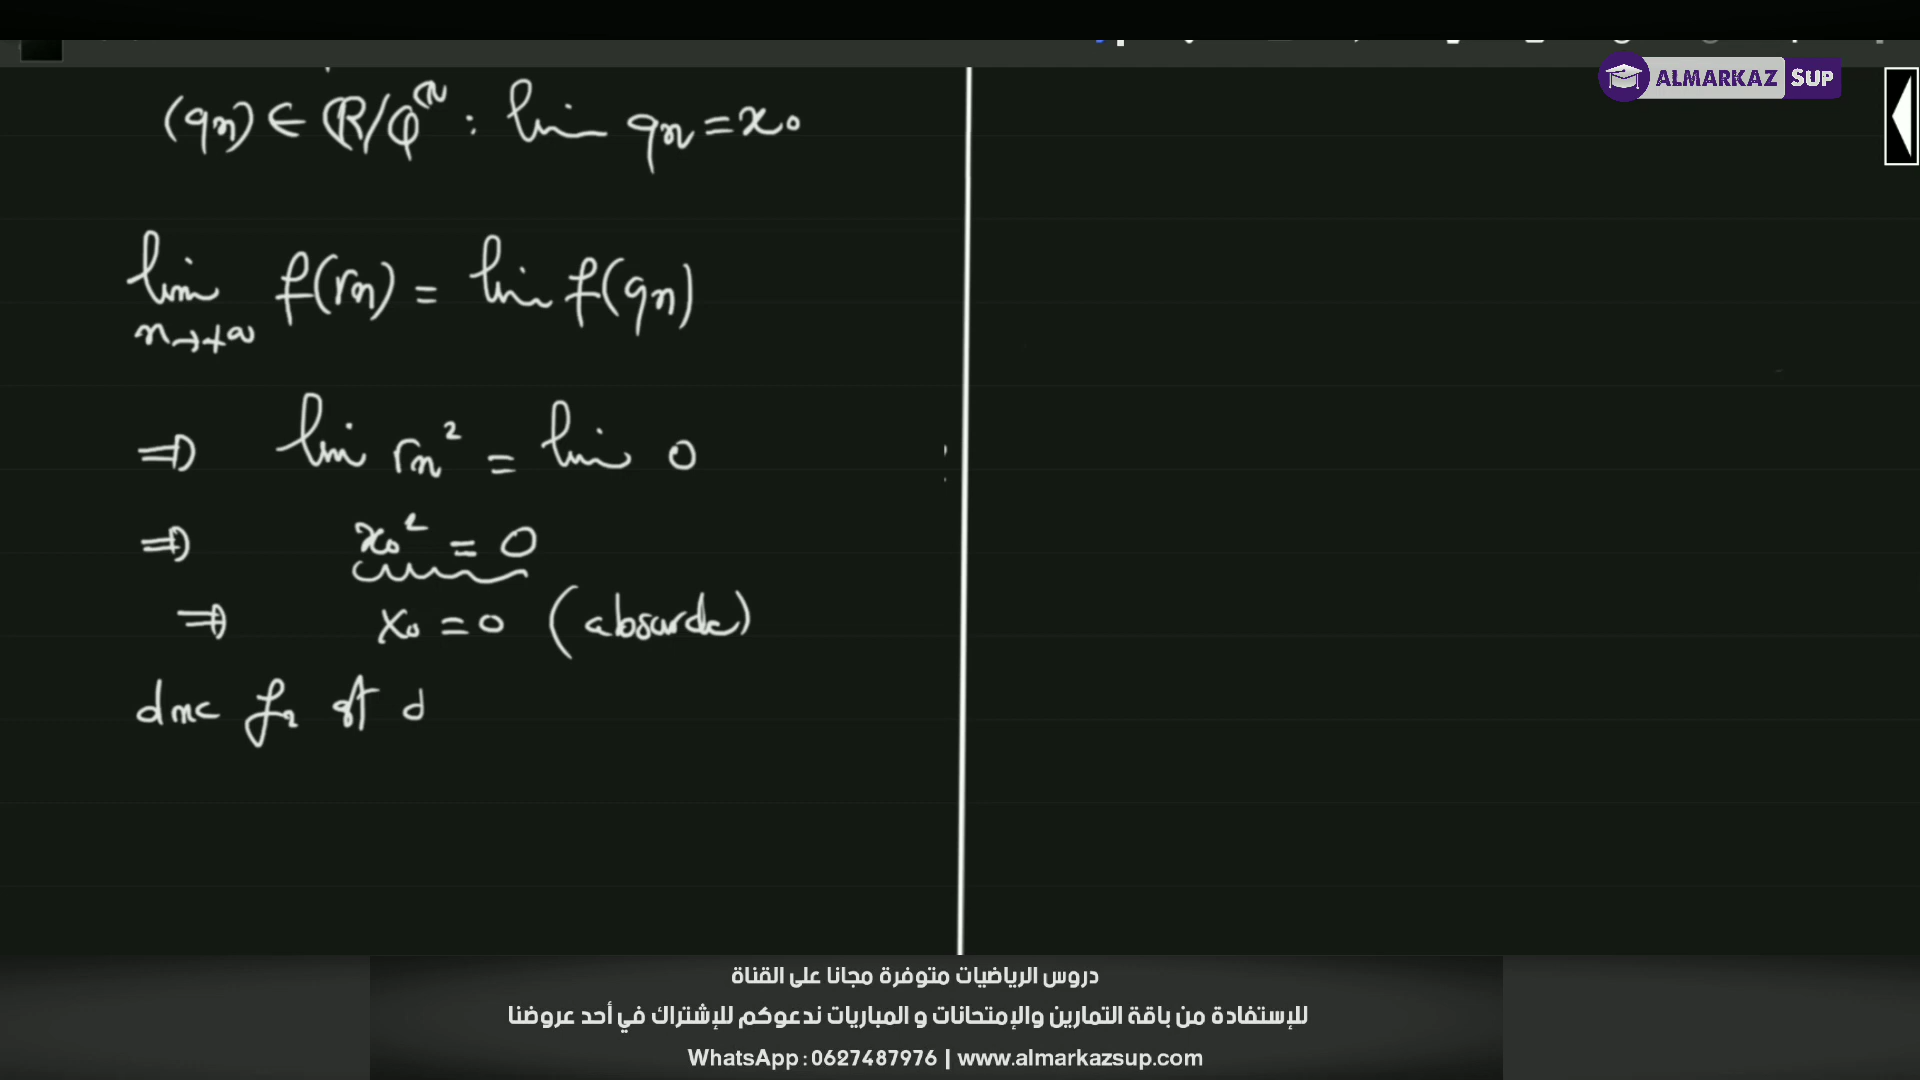 (qn) ∈ ℝ/ℚ^ℕ : lim qn = x₀
lim f(rn) = lim f(qn)
n→+∞
⇒ lim rn² = lim 0
⇒ x₀² = 0
⇒ x₀ = 0 (absurde)
donc f₂ est d
ALMARKAZ SUP
دروس الرياضيات متوفرة مجانا على القناة
للإستفادة من باقة التمارين والإمتحانات و المباريات ندعوكم للإشتراك في أحد عروضنا
WhatsApp : 0627487976 | www.almarkazsup.com